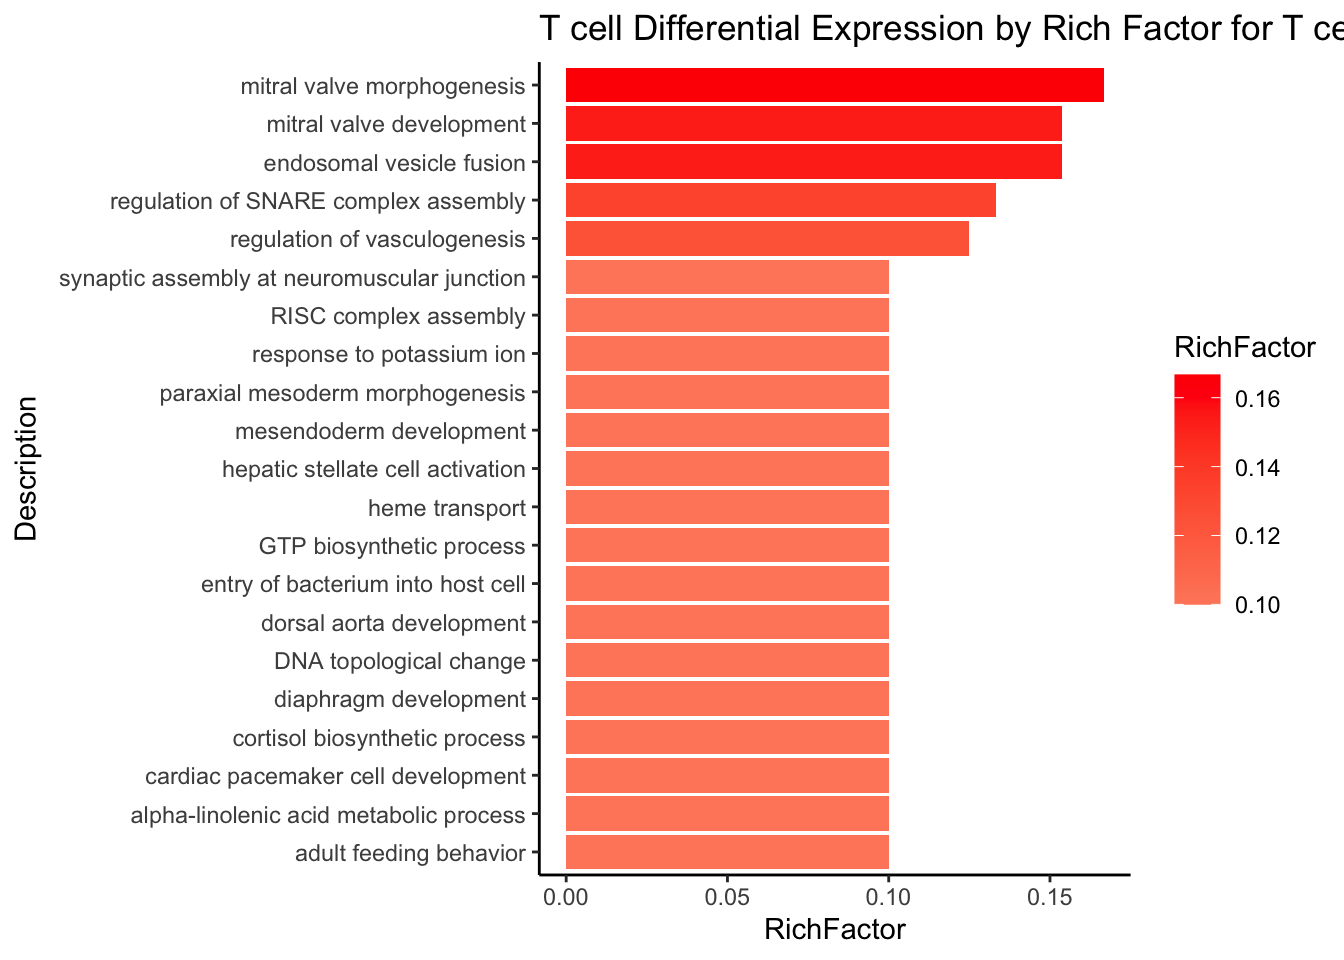 T cell Differential Expression by Rich Factor for T ce
mitral valve morphogenesis
mitral valve development
endosomal vesicle fusion
regulation of SNARE complex assembly
regulation of vasculogenesis
synaptic assembly at neuromuscular junction
RISC complex assembly
response to potassium ion
paraxial mesoderm morphogenesis
mesendoderm development
hepatic stellate cell activation
heme transport
GTP biosynthetic process
entry of bacterium into host cell
dorsal aorta development
DNA topological change
diaphragm development
cortisol biosynthetic process
cardiac pacemaker cell development
alpha-linolenic acid metabolic process
adult feeding behavior
Description
0.00 0.05 0.10 0.15
RichFactor
RichFactor
0.16
0.14
0.12
0.10